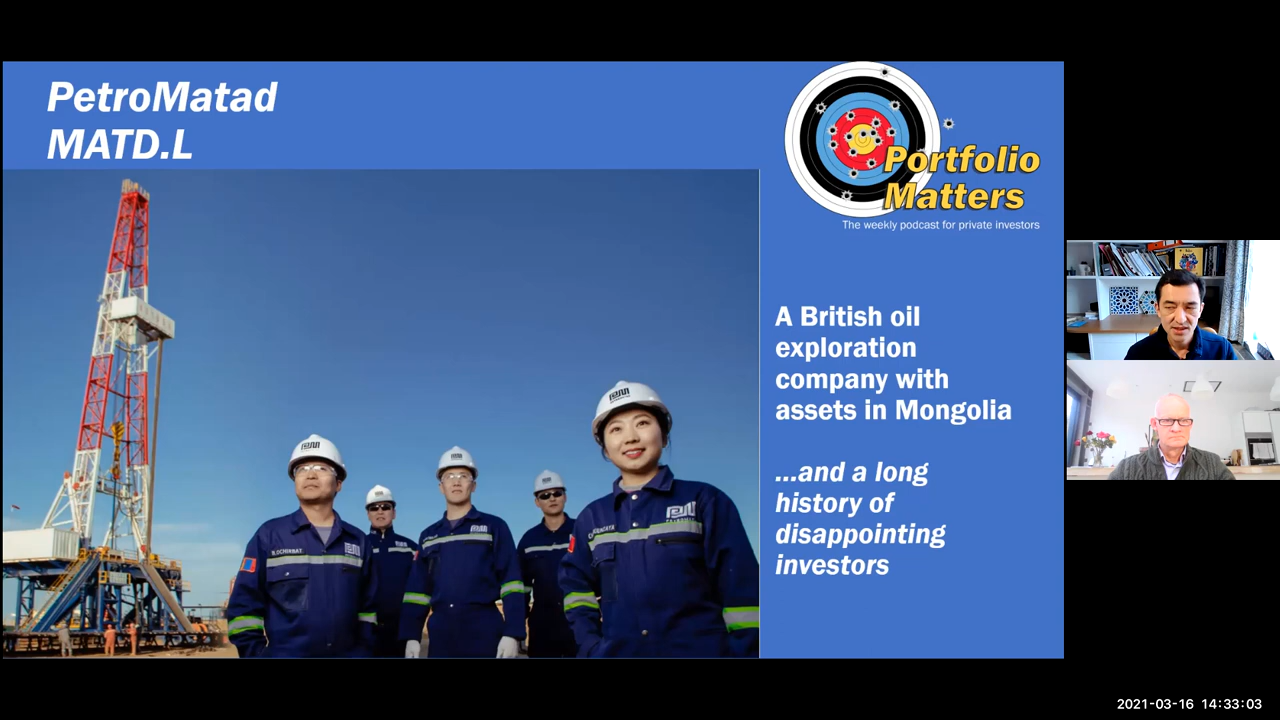 PetroMatad
MATD.L
Portfolio
Matters
The weekly podcast for private investors
A British oil
exploration
company with
assets in Mongolia
...and a long
history of
disappointing
investors
2021-03-16 14:33:03